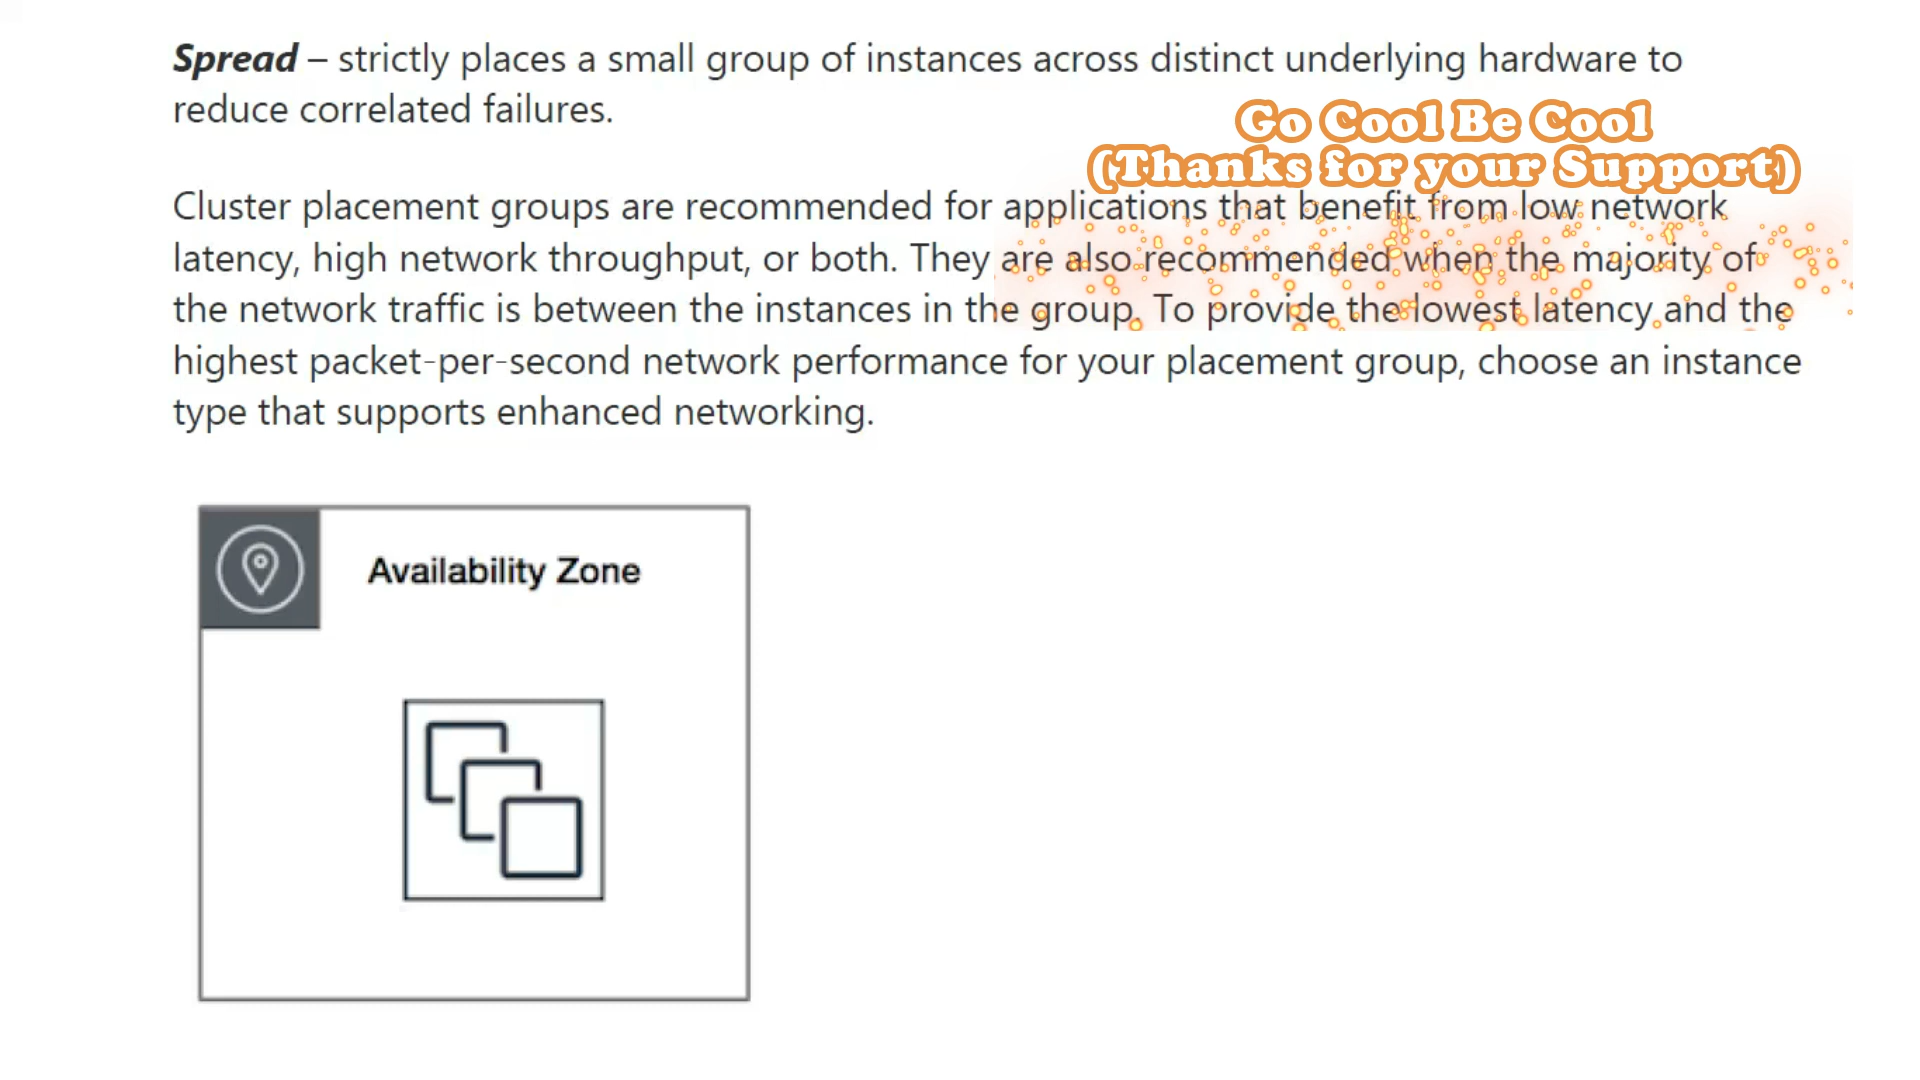 Spread – strictly places a small group of instances across distinct underlying hardware to
reduce correlated failures.
Go Cool Be Cool
(Thanks for your Support)
Cluster placement groups are recommended for applications that benefit from low network
latency, high network throughput, or both. They are also recommended when the majority of
the network traffic is between the instances in the group. To provide the lowest latency and the
highest packet-per-second network performance for your placement group, choose an instance
type that supports enhanced networking.
Availability Zone